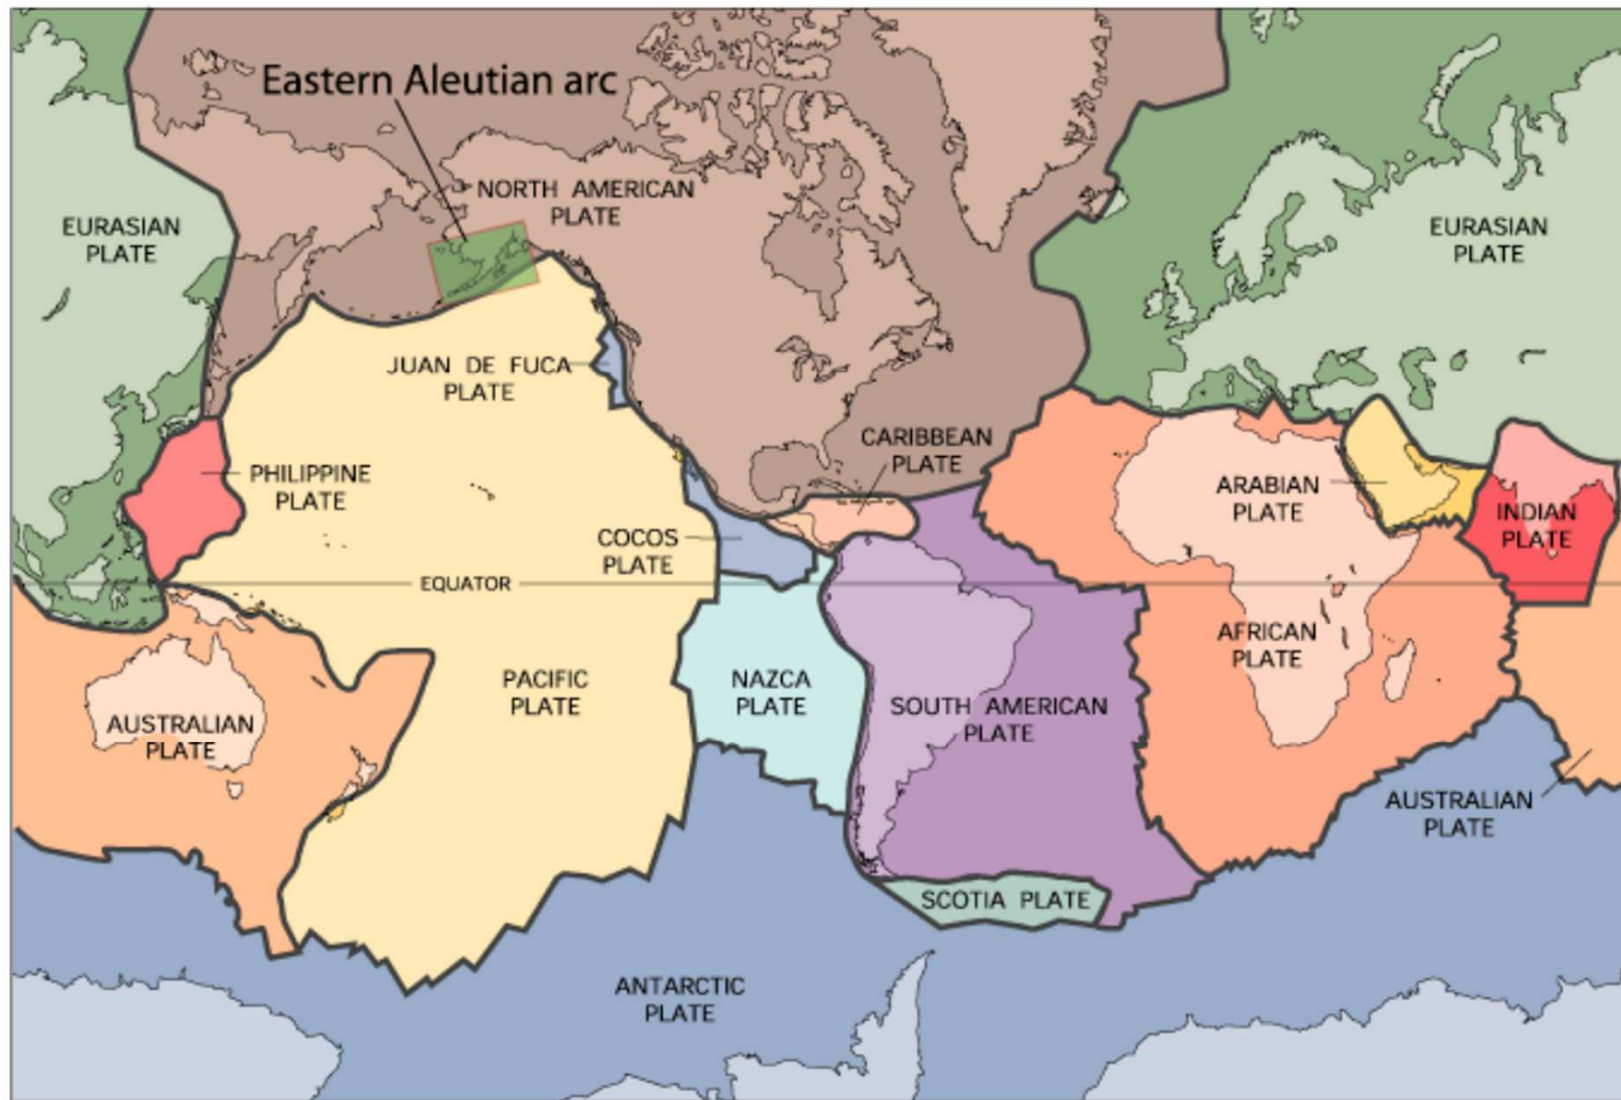 Eastern Aleutian arc
NORTH AMERICAN
PLATE
EURASIAN
PLATE
EURASIAN
PLATE
JUAN DE FUCA
PLATE
CARIBBEAN
PLATE
PHILIPPINE
PLATE
ARABIAN
PLATE
INDIAN
PLATE
COCOS
PLATE
EQUATOR
AFRICAN
PLATE
PACIFIC
PLATE
NAZCA
PLATE
SOUTH AMERICAN
PLATE
AUSTRALIAN
PLATE
AUSTRALIAN
PLATE
SCOTIA PLATE
ANTARCTIC
PLATE